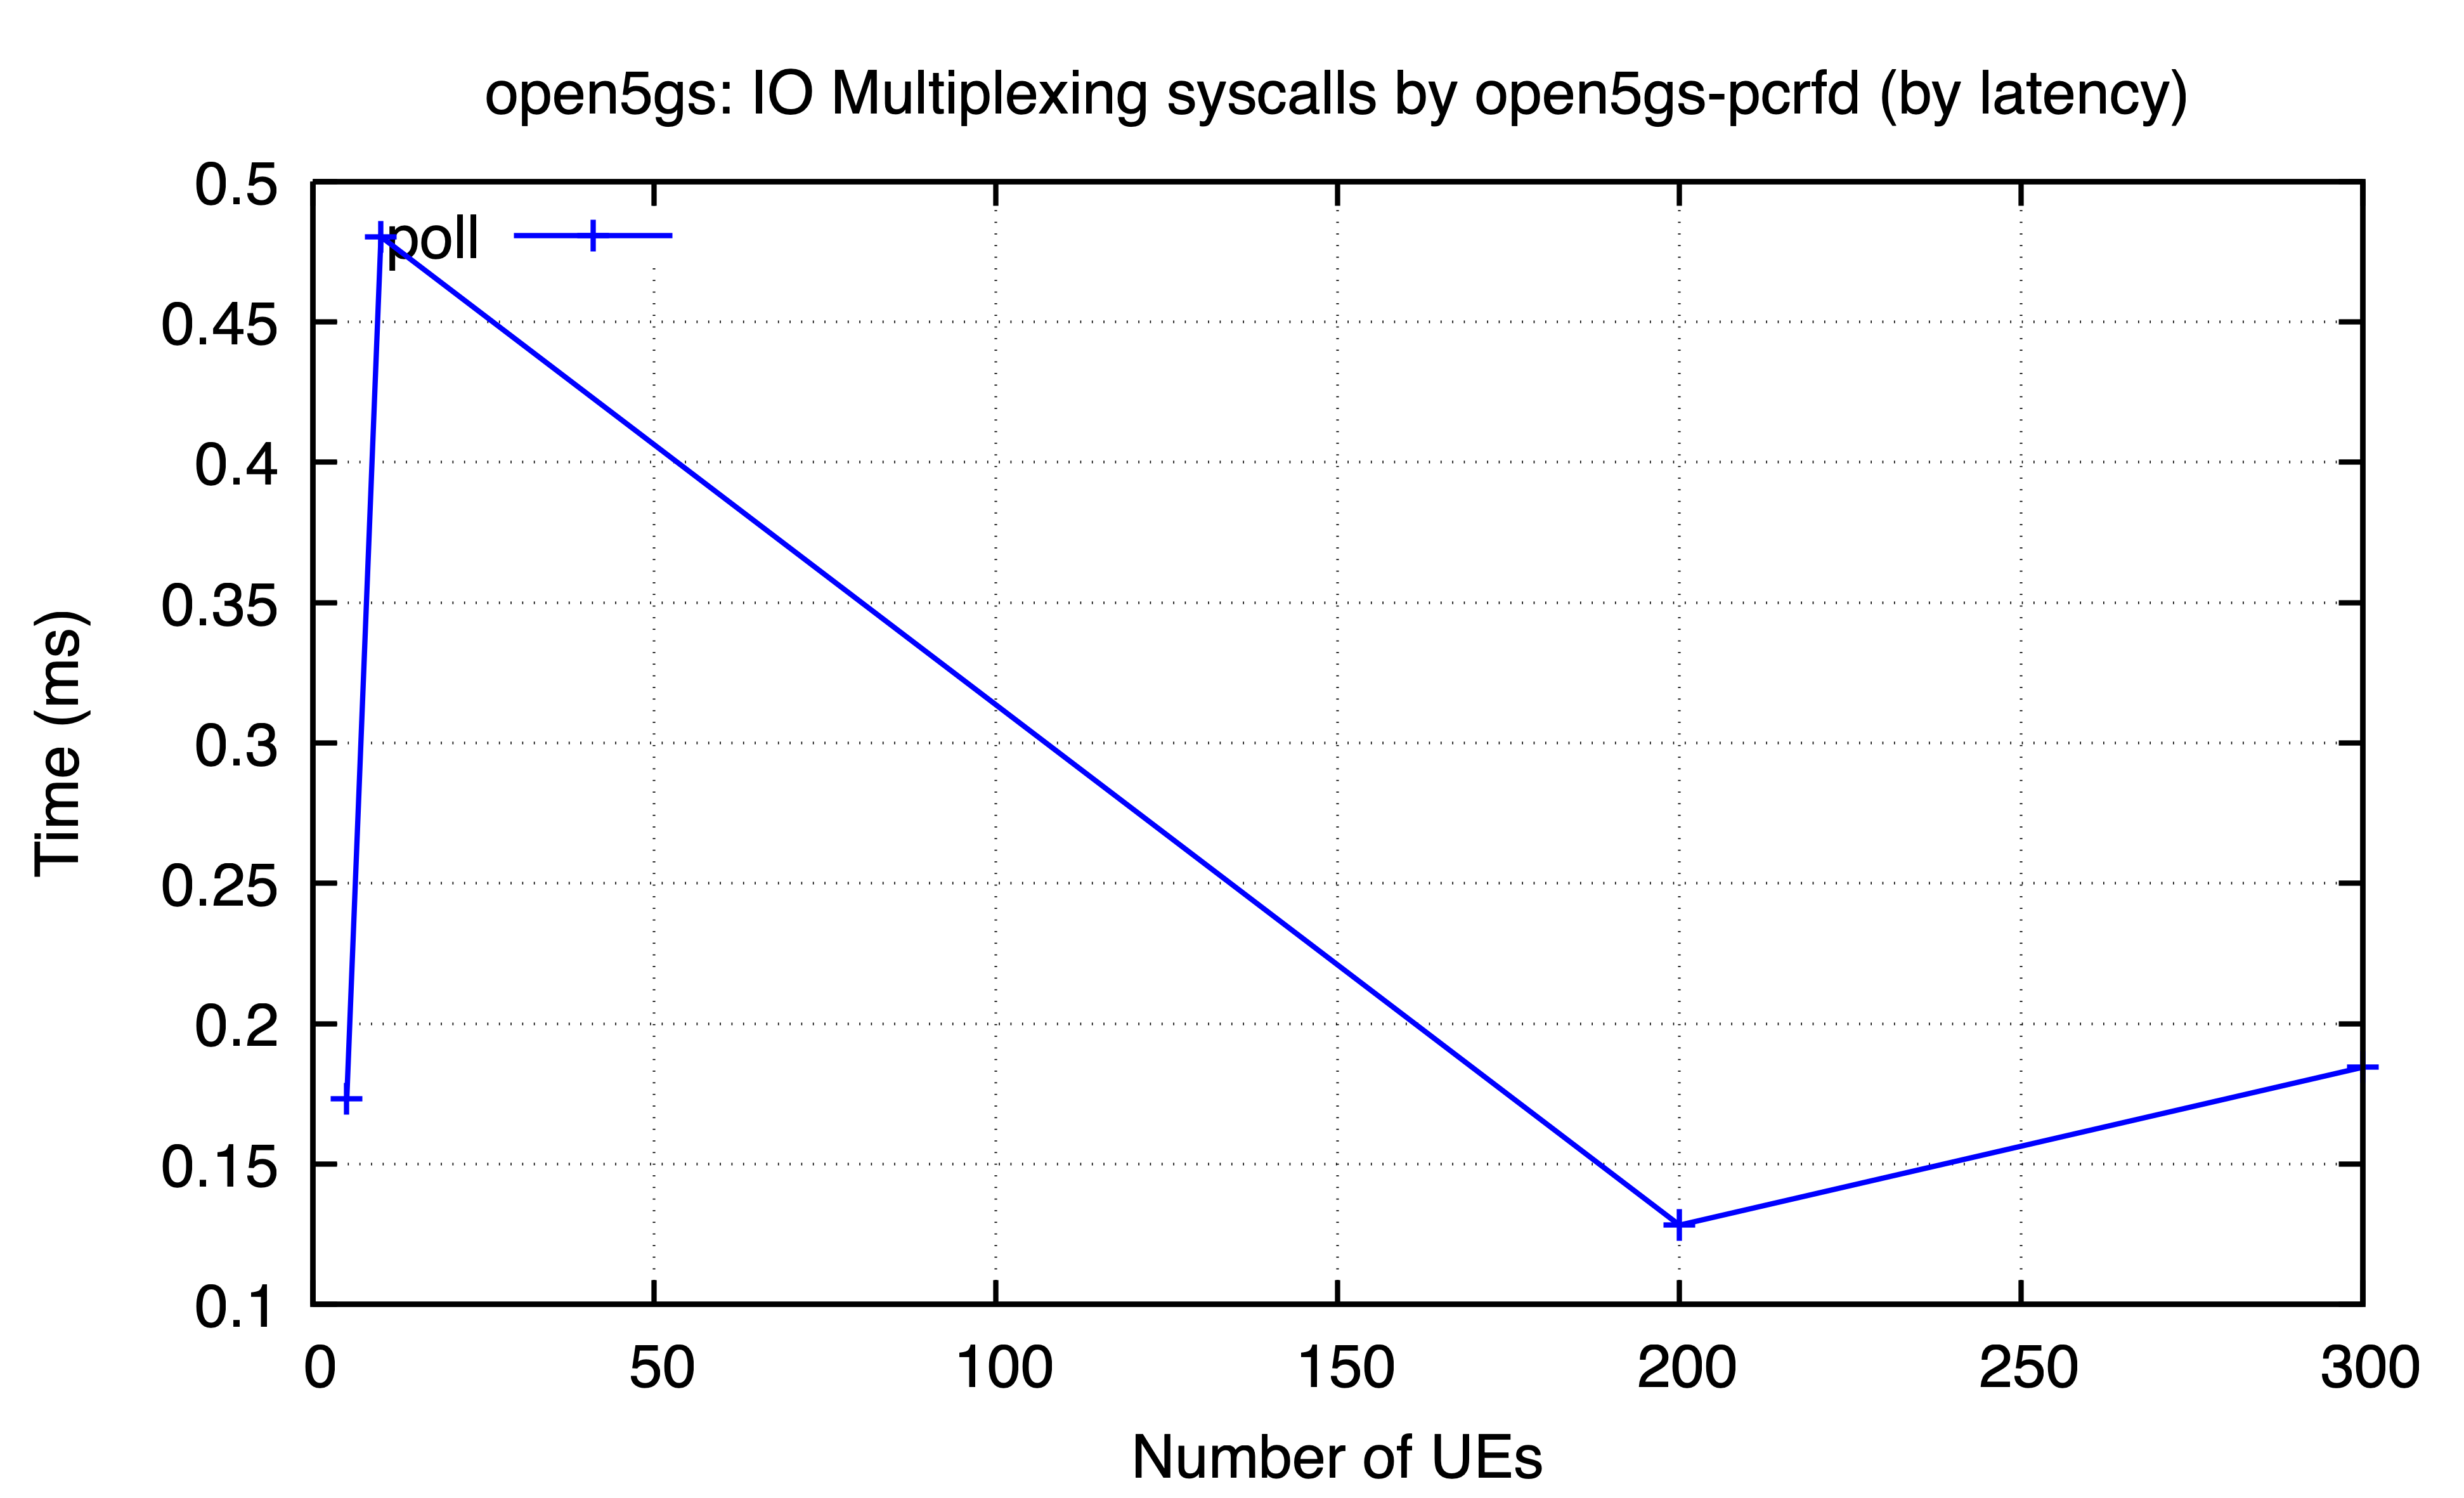 open5gs: IO Multiplexing syscalls by open5gs-pcrfd (by latency)
0.5
poll
0.45
0.4
0.35
0.3
0.25
0.2
0.15
0.1
Time (ms)
0 50 100 150 200 250 300
Number of UEs